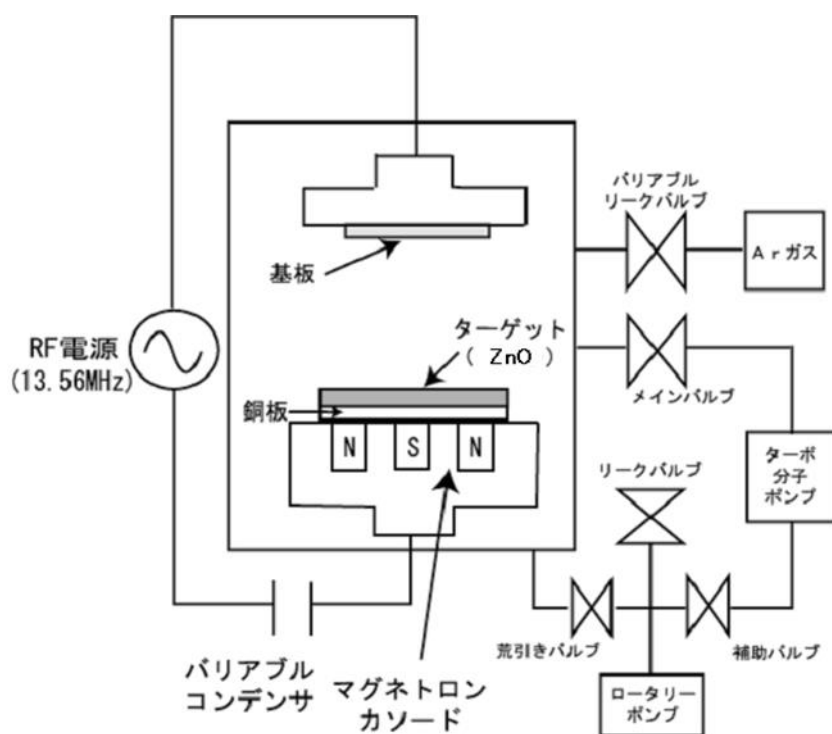 バリアブル
リークバルブ
Arガス
基板
RF電源
(13.56MHz)
ターゲット
( ZnO )
メインバルブ
銅板
N
S
N
リークバルブ
ターボ
分子
ポンプ
荒引きバルブ
補助バルブ
バリアブル
コンデンサ
マグネトロン
カソード
ロータリー
ポンプ